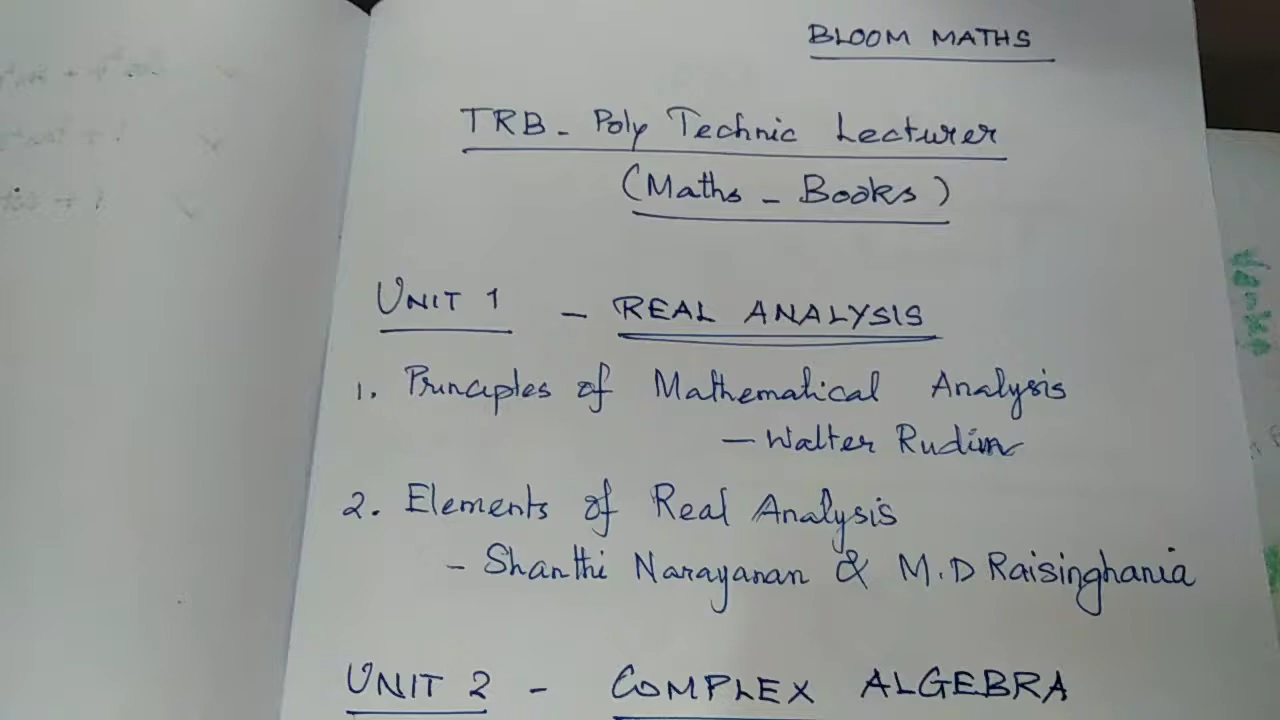 BLOOM MATHS
TRB - Poly Technic Lecturer
(Maths - Books)
UNIT 1 - REAL ANALYSIS
1. Principles of Mathematical Analysis
- Walter Rudin
2. Elements of Real Analysis
- Shanthi Narayanan & M.D Raisinghania
UNIT 2 - COMPLEX ALGEBRA